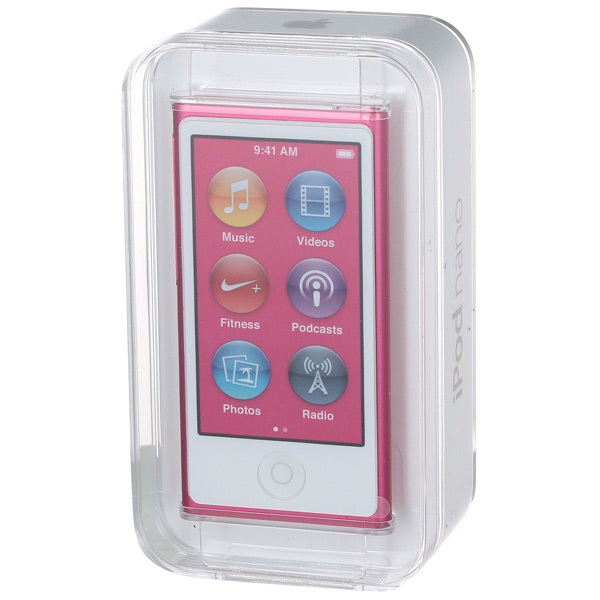 9:41 AM
Music Videos
+
Fitness Podcasts
Photos Radio
iPod nano